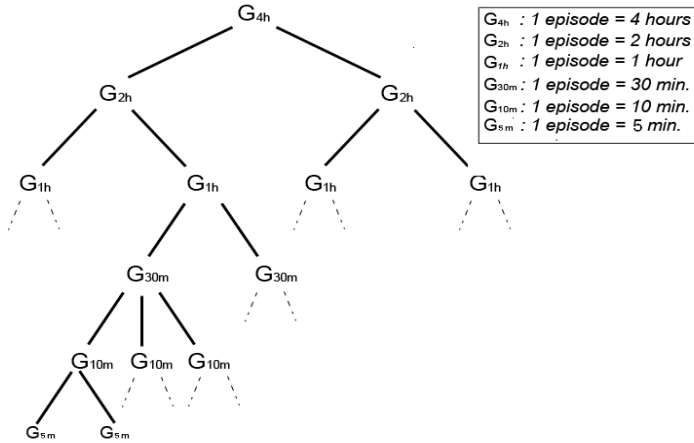 G4h
G2h G2h
G1h G1h G1h G1h
G30m G30m
G10m G10m G10m
G5m G5m
G4h : 1 episode = 4 hours
G2h : 1 episode = 2 hours
G1h : 1 episode = 1 hour
G30m : 1 episode = 30 min.
G10m : 1 episode = 10 min.
G5m : 1 episode = 5 min.